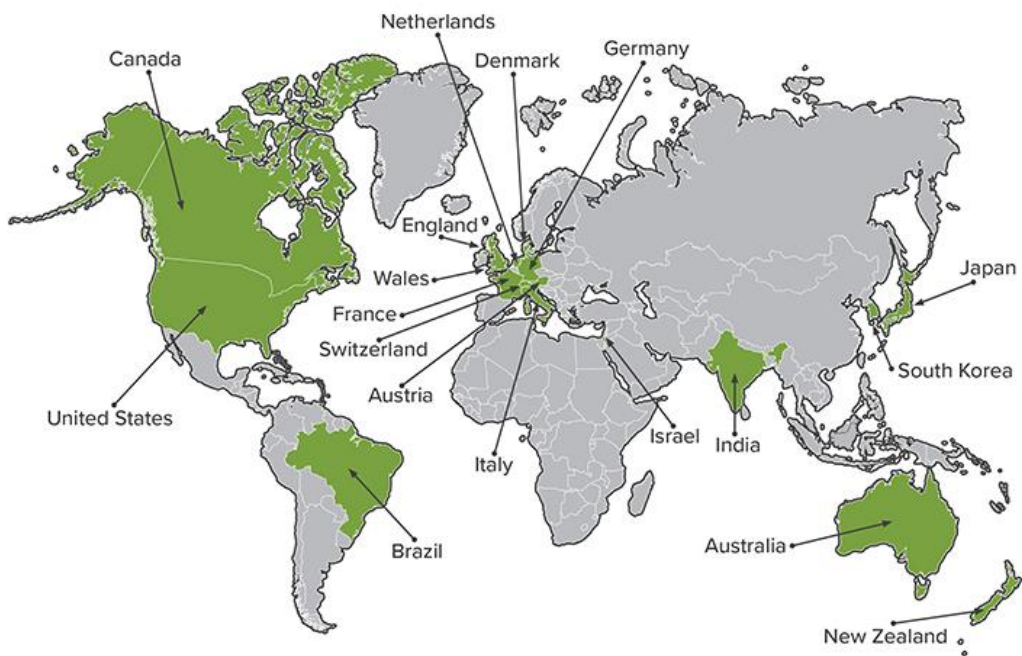 Netherlands
Canada
Denmark
Germany
England
Wales
France
Switzerland
Austria
United States
Italy
Israel
India
Japan
South Korea
Brazil
Australia
New Zealand